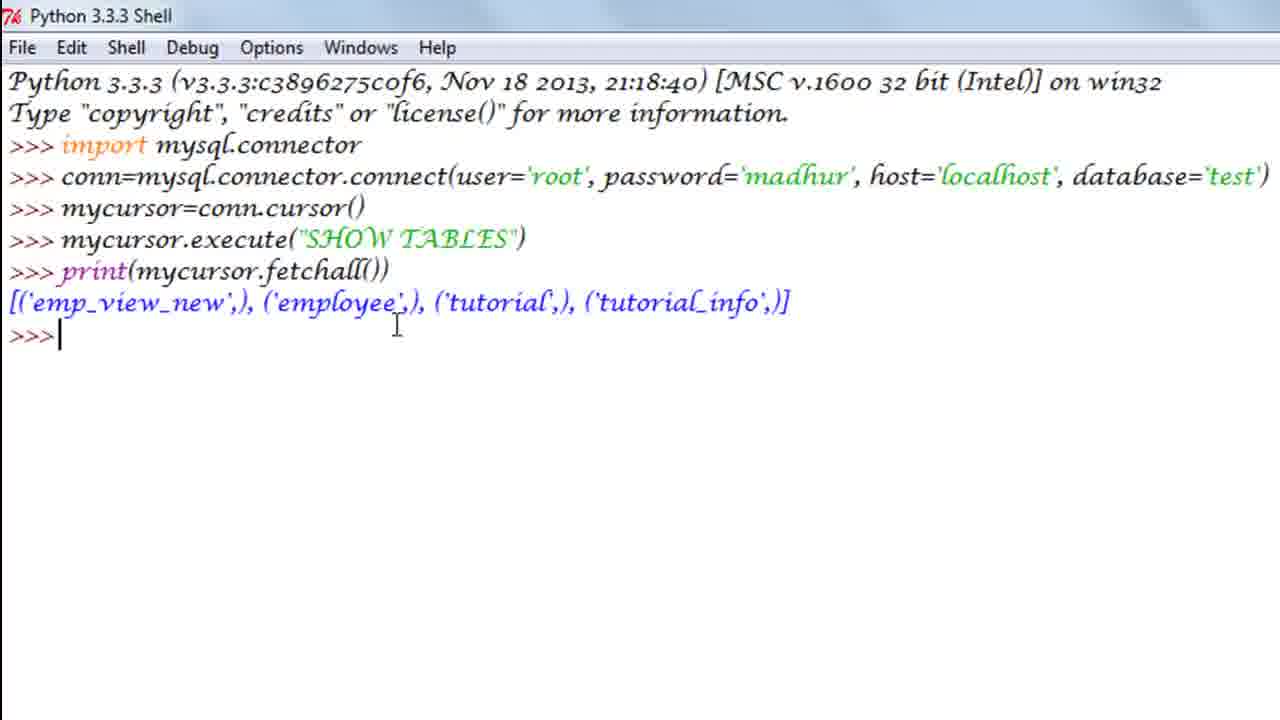 Python 3.3.3 Shell
File Edit Shell Debug Options Windows Help
Python 3.3.3 (v3.3.3:c3896275c0f6, Nov 18 2013, 21:18:40) [MSC v.1600 32 bit (Intel)] on win32
Type "copyright", "credits" or "license()" for more information.
>>> import mysql.connector
>>> conn=mysql.connector.connect(user='root', password='madhur', host='localhost', database='test')
>>> mycursor=conn.cursor()
>>> mycursor.execute("SHOW TABLES")
>>> print(mycursor.fetchall())
[('emp_view_new',), ('employee',), ('tutorial',), ('tutorial_info',)]
>>>